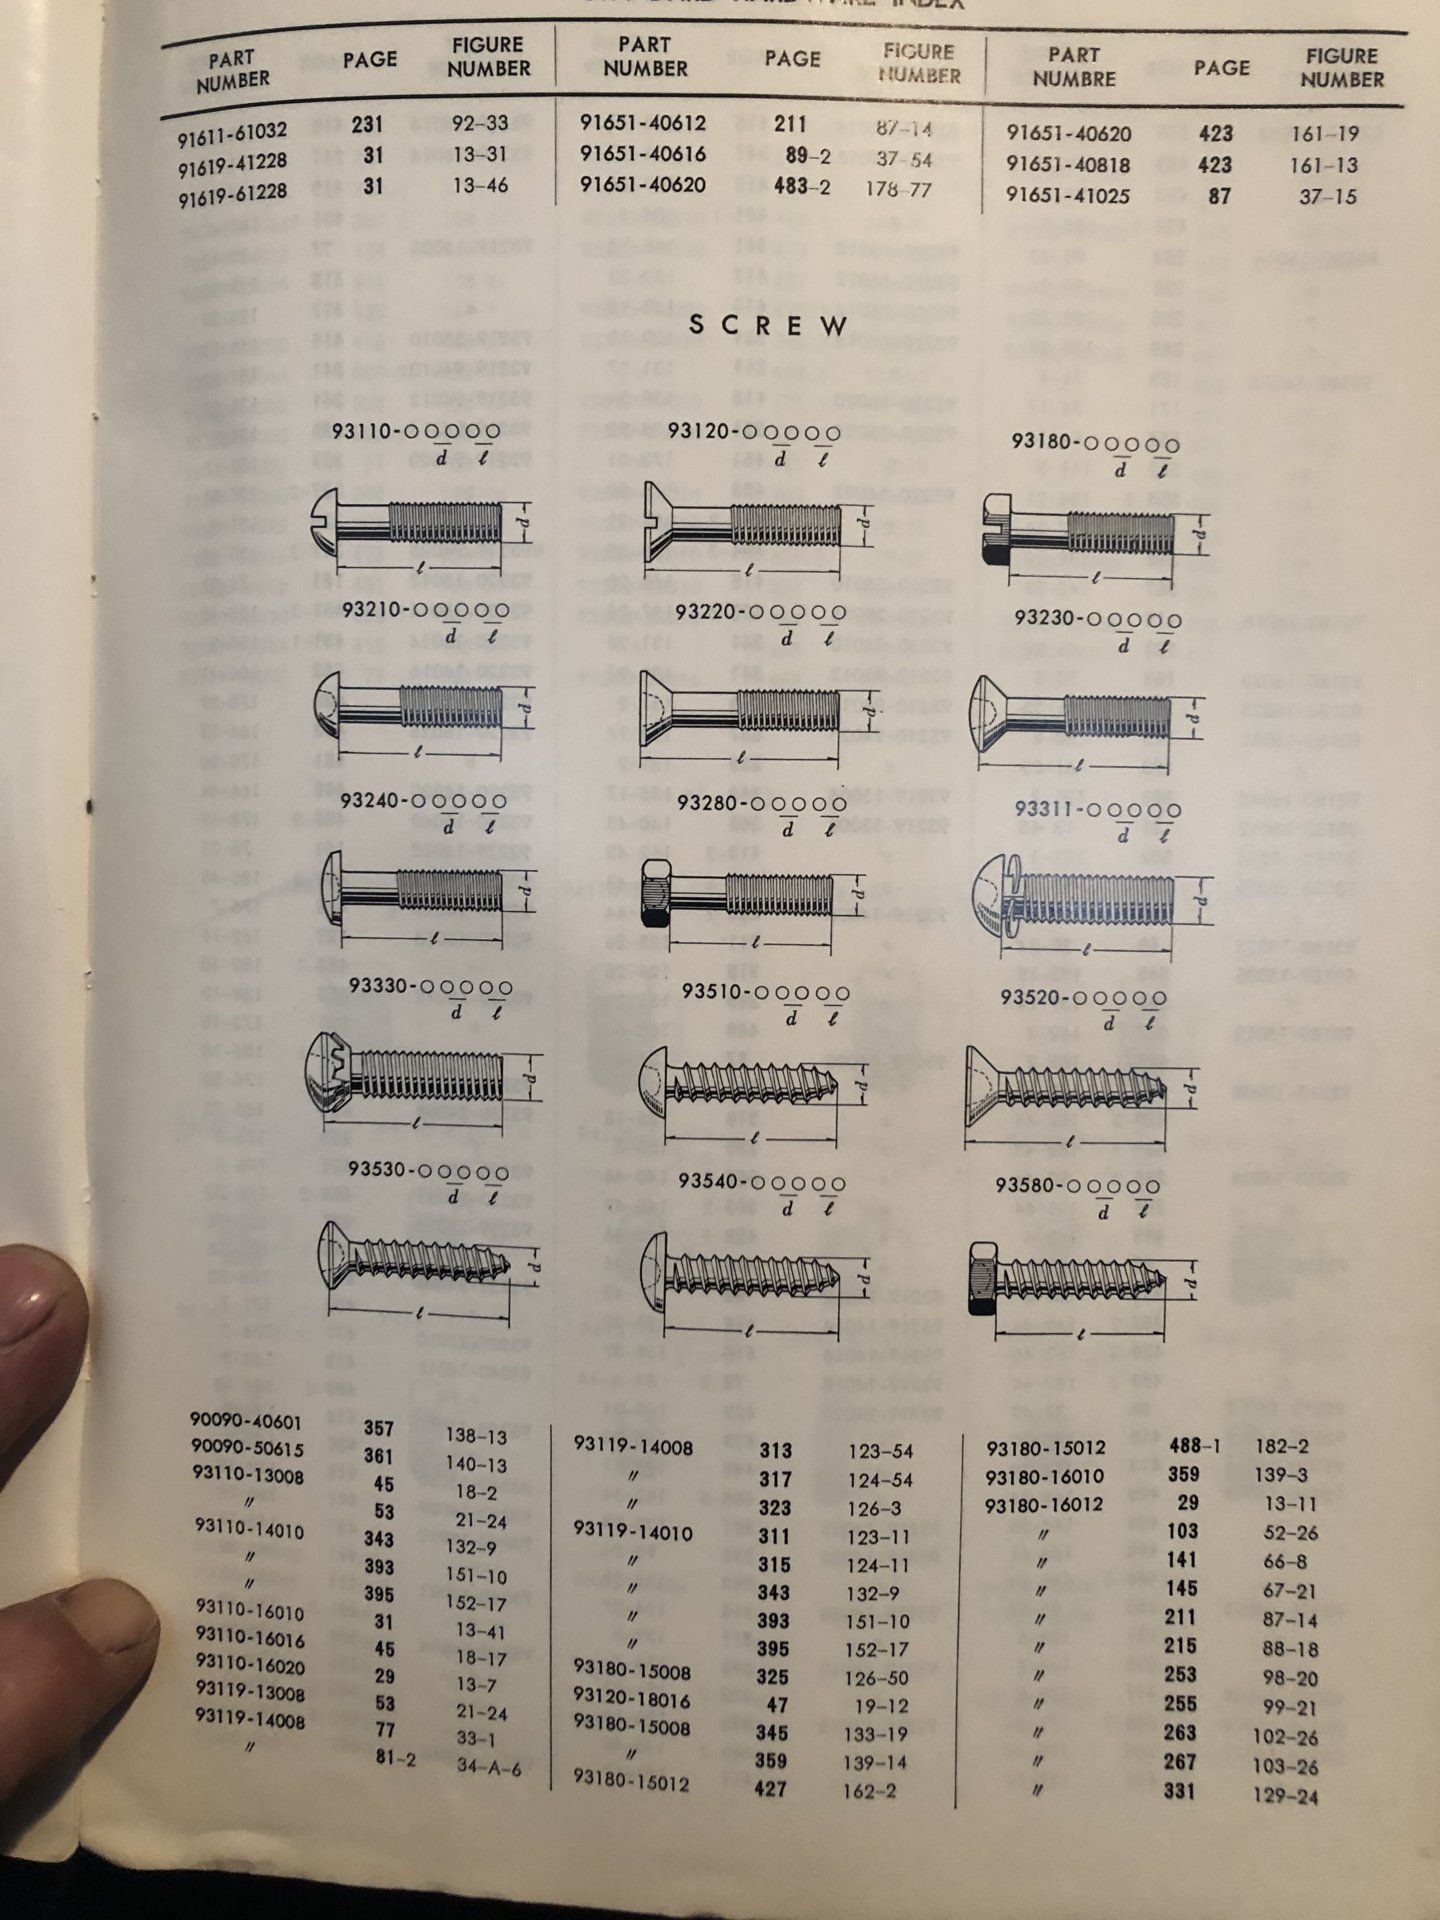 STANDARD HARDWARE INDEX
PART NUMBER PAGE FIGURE NUMBER PART NUMBER PAGE FIGURE NUMBER PART NUMBRE PAGE FIGURE NUMBER
91611-61032 231 92-33 91651-40612 211 87-14 91651-40620 423 161-19
91619-41228 31 13-31 91651-40616 89-2 37-54 91651-40818 423 161-13
91619-61228 31 13-46 91651-40620 483-2 178-77 91651-41025 87 37-15
SCREW
93110-○○○○○ 93120-○○○○○ 93180-○○○○○
d ℓ d ℓ d ℓ
d d d
ℓ ℓ ℓ
93210-○○○○○ 93220-○○○○○ 93230-○○○○○
d ℓ d ℓ d ℓ
d d d
ℓ ℓ ℓ
93240-○○○○○ 93280-○○○○○ 93311-○○○○○
d ℓ d ℓ d ℓ
d d d
ℓ ℓ ℓ
93330-○○○○○ 93510-○○○○○ 93520-○○○○○
d ℓ d ℓ d ℓ
d d d
ℓ ℓ ℓ
93530-○○○○○ 93540-○○○○○ 93580-○○○○○
d ℓ d ℓ d ℓ
d d d
ℓ ℓ ℓ
90090-40601 357 138-13 93119-14008 313 123-54 93180-15012 488-1 182-2
90090-50615 361 140-13 〃 317 124-54 93180-16010 359 139-3
93110-13008 45 18-2 〃 323 126-3 93180-16012 29 13-11
〃 53 21-24 93119-14010 311 123-11 〃 103 52-26
93110-14010 343 132-9 〃 315 124-11 〃 141 66-8
〃 393 151-10 〃 343 132-9 〃 145 67-21
〃 395 152-17 〃 393 151-10 〃 211 87-14
93110-16010 31 13-41 〃 395 152-17 〃 215 88-18
93110-16016 45 18-17 93180-15008 325 126-50 〃 253 98-20
93110-16020 29 13-7 93120-18016 47 19-12 〃 255 99-21
93119-13008 53 21-24 93180-15008 345 133-19 〃 263 102-26
93119-14008 77 33-1 〃 359 139-14 〃 267 103-26
〃 81-2 34-A-6 93180-15012 427 162-2 〃 331 129-24